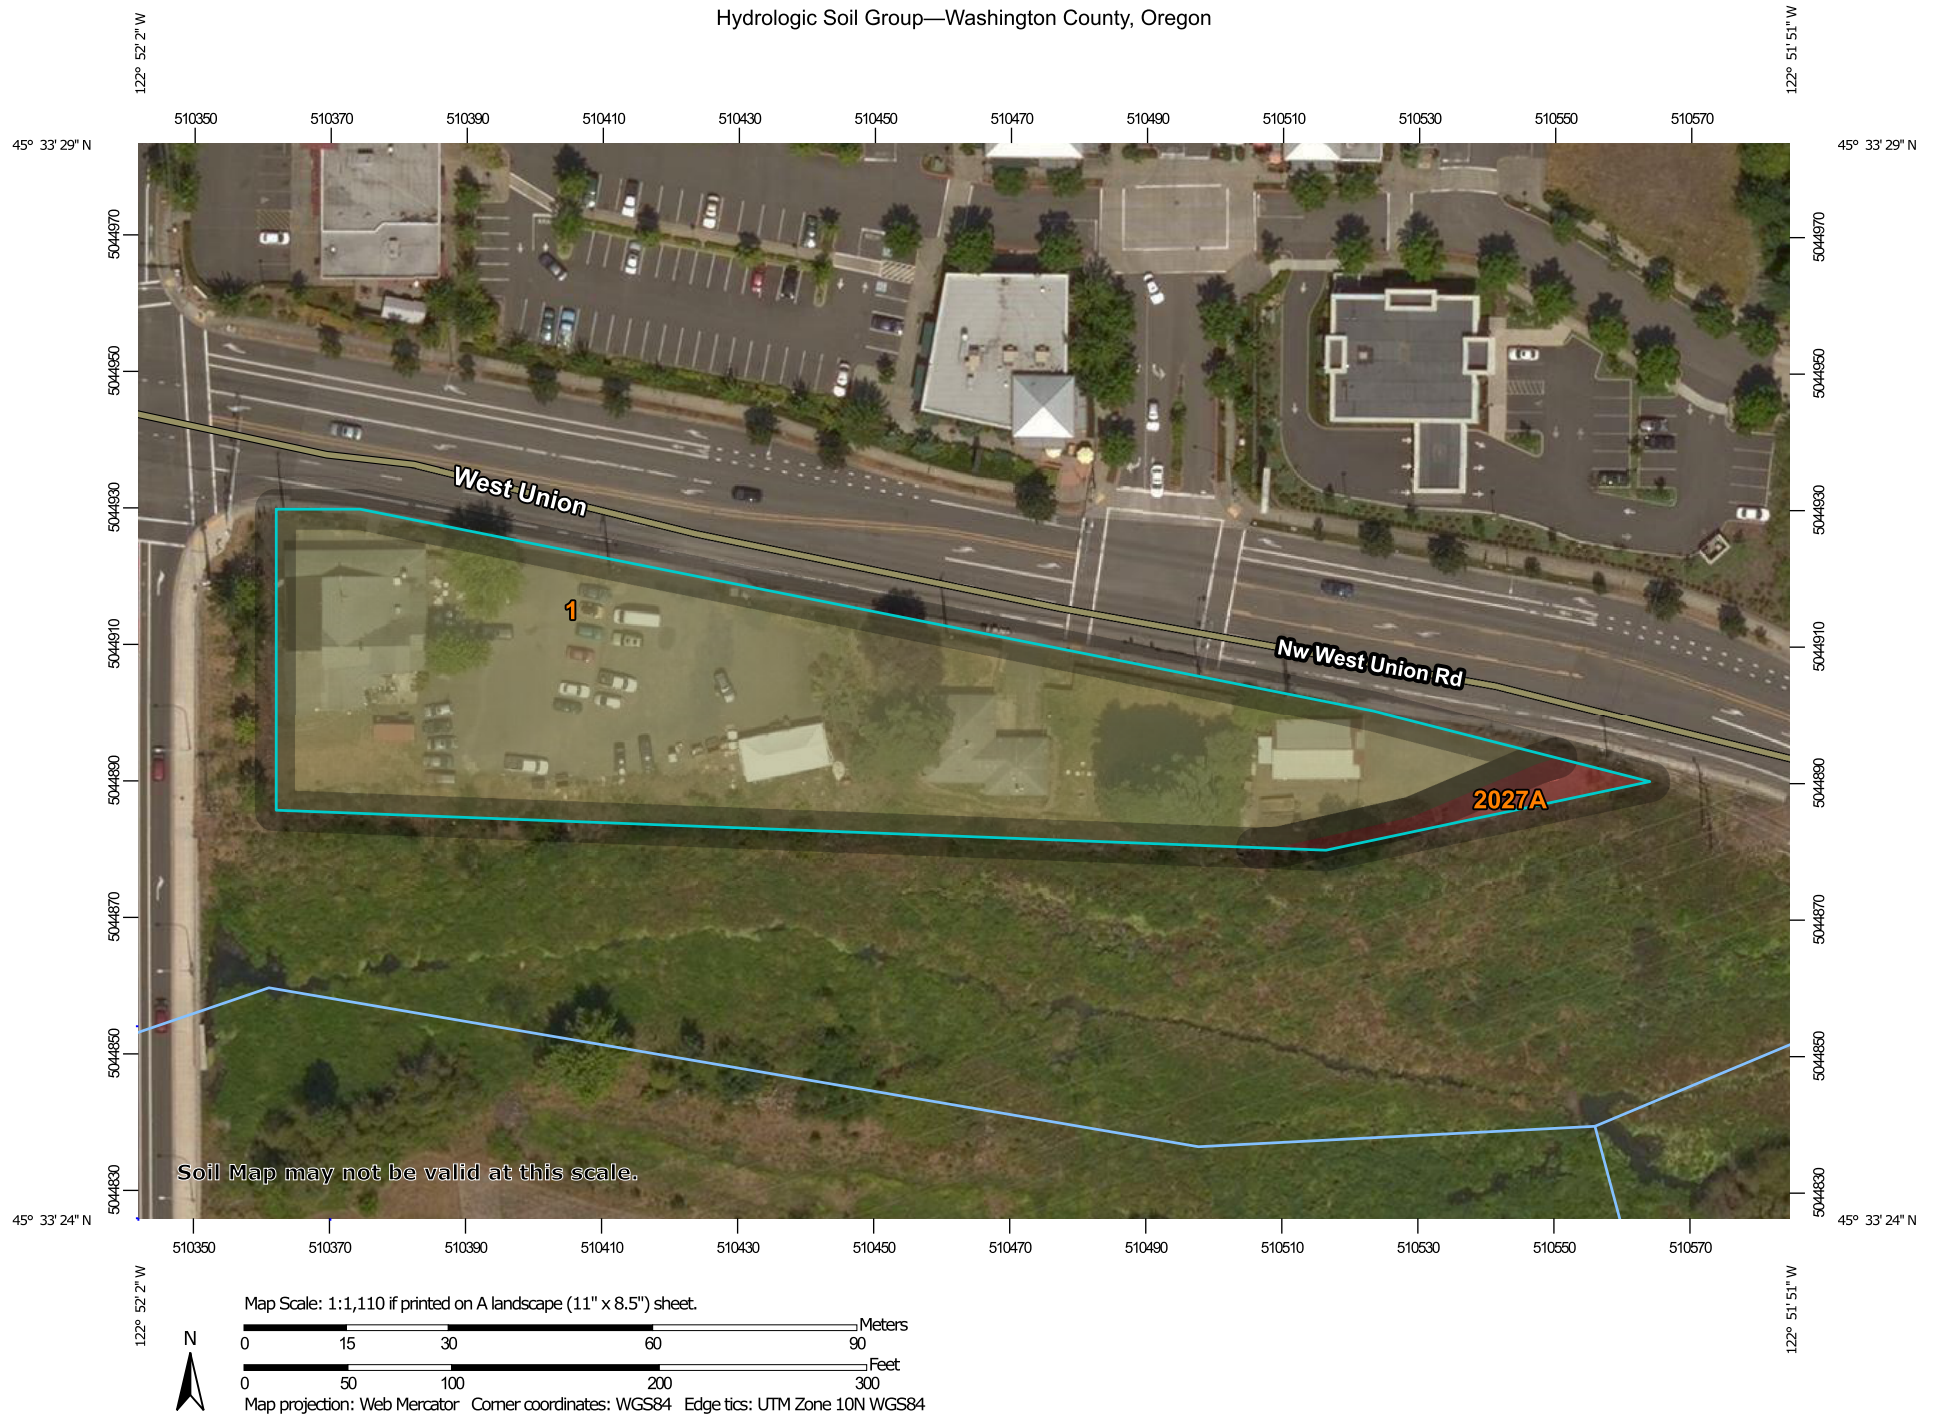 Hydrologic Soil Group—Washington County, Oregon
122° 52' 2" W
122° 51' 51" W
510350 510370 510390 510410 510430 510450 510470 510490 510510 510530 510550 510570
45° 33' 29" N
45° 33' 29" N
5044970
5044970
5044950
5044950
5044930
5044930
West Union
1
5044910
5044910
Nw West Union Rd
5044890
5044890
2027A
5044870
5044870
5044850
5044850
Soil Map may not be valid at this scale.
5044830
5044830
45° 33' 24" N
45° 33' 24" N
510350 510370 510390 510410 510430 510450 510470 510490 510510 510530 510550 510570
122° 52' 2" W
122° 51' 51" W
Map Scale: 1:1,110 if printed on A landscape (11" x 8.5") sheet.
Meters
0 15 30 60 90
N
Feet
0 50 100 200 300
Map projection: Web Mercator Corner coordinates: WGS84 Edge tics: UTM Zone 10N WGS84